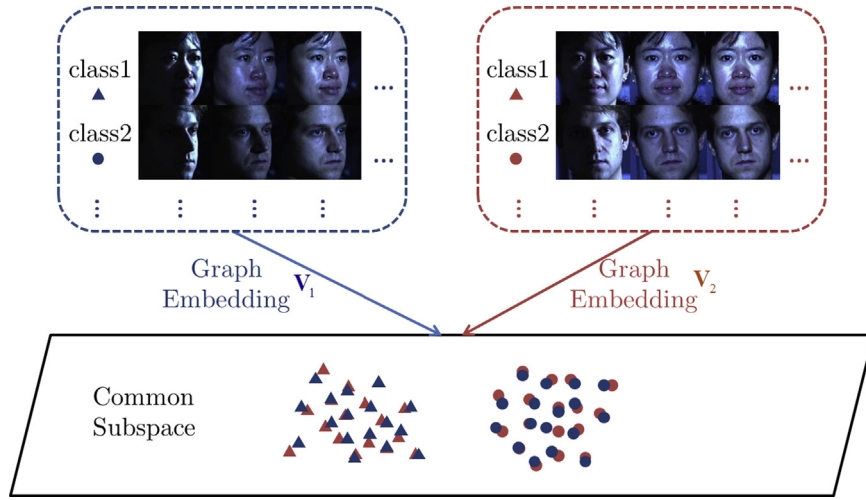 class1
class2
class1
class2
Graph
Embedding V1
Graph
Embedding V2
Common
Subspace